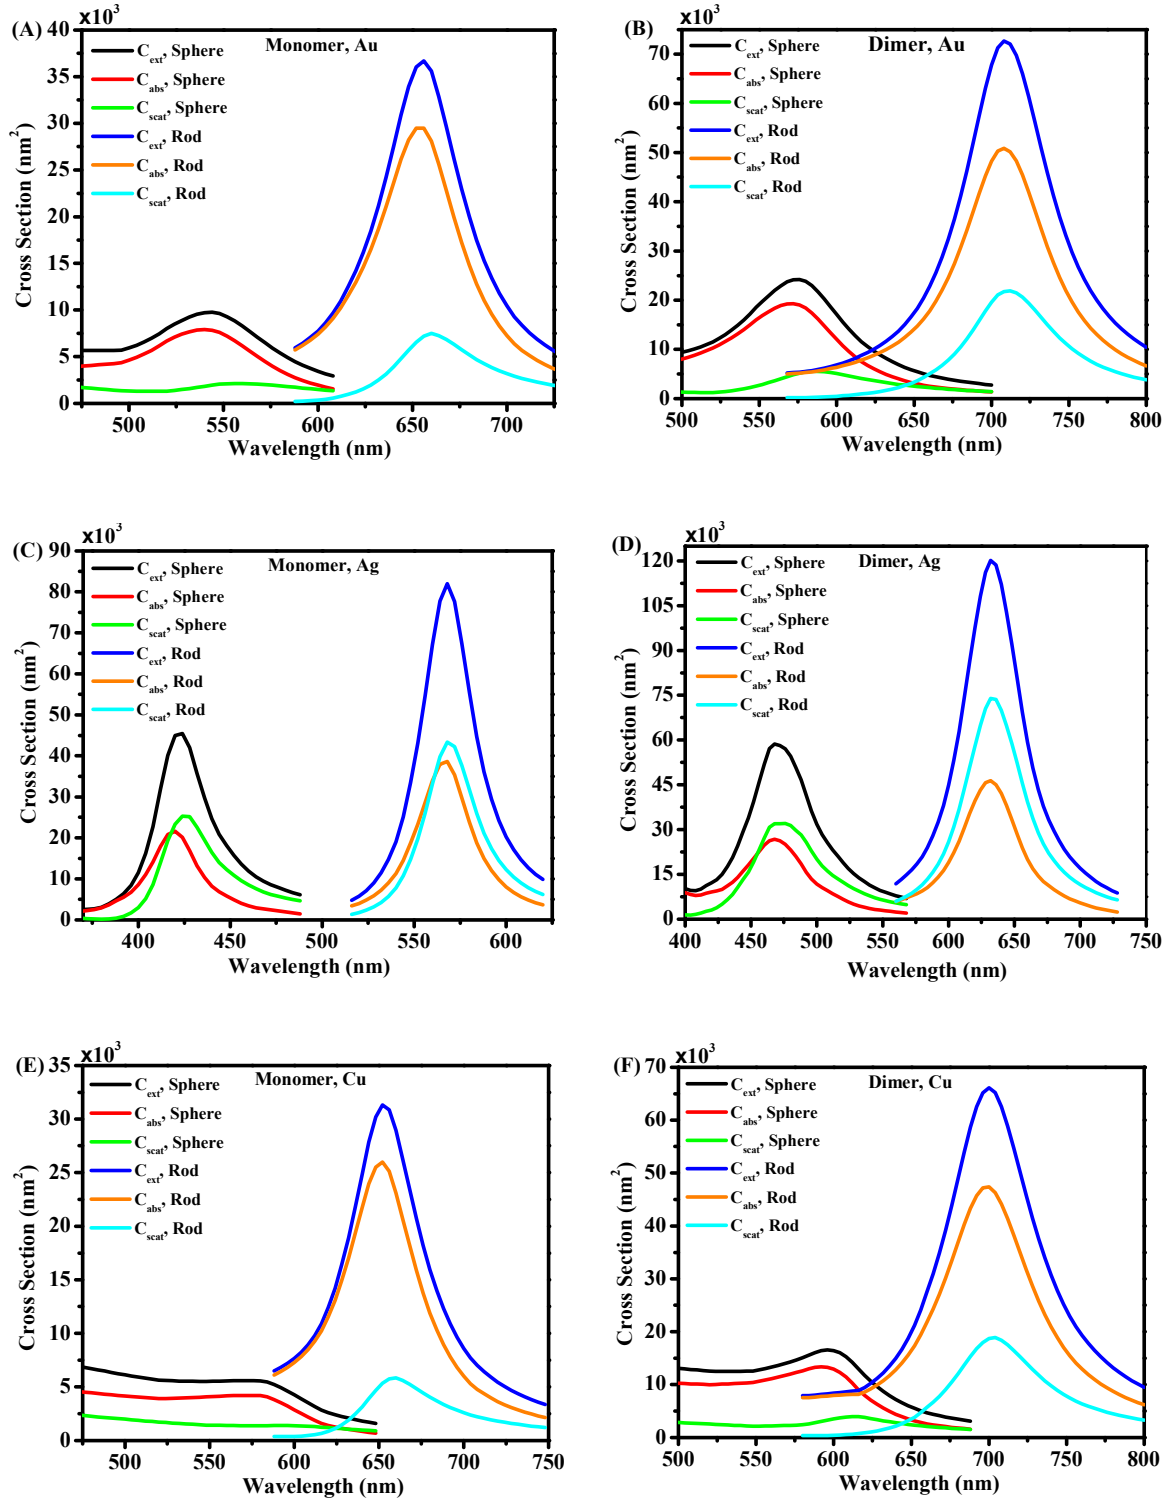 (A)
x10³
Monomer, Au
C_ext, Sphere
C_abs, Sphere
C_scat, Sphere
C_ext, Rod
C_abs, Rod
C_scat, Rod
40
35
30
25
20
15
10
5
0
Cross Section (nm²)
500 550 600 650 700
Wavelength (nm)
(B)
x10³
Dimer, Au
C_ext, Sphere
C_abs, Sphere
C_scat, Sphere
C_ext, Rod
C_abs, Rod
C_scat, Rod
70
60
50
40
30
20
10
0
Cross Section (nm²)
500 550 600 650 700 750 800
Wavelength (nm)
(C)
x10³
Monomer, Ag
C_ext, Sphere
C_abs, Sphere
C_scat, Sphere
C_ext, Rod
C_abs, Rod
C_scat, Rod
90
80
70
60
50
40
30
20
10
0
Cross Section (nm²)
400 450 500 550 600
Wavelength (nm)
(D)
x10³
Dimer, Ag
C_ext, Sphere
C_abs, Sphere
C_scat, Sphere
C_ext, Rod
C_abs, Rod
C_scat, Rod
120
105
90
75
60
45
30
15
0
Cross Section (nm²)
400 450 500 550 600 650 700 750
Wavelength (nm)
(E)
x10³
Monomer, Cu
C_ext, Sphere
C_abs, Sphere
C_scat, Sphere
C_ext, Rod
C_abs, Rod
C_scat, Rod
35
30
25
20
15
10
5
0
Cross Section (nm²)
500 550 600 650 700 750
Wavelength (nm)
(F)
x10³
Dimer, Cu
C_ext, Sphere
C_abs, Sphere
C_scat, Sphere
C_ext, Rod
C_abs, Rod
C_scat, Rod
70
60
50
40
30
20
10
0
Cross Section (nm²)
500 550 600 650 700 750 800
Wavelength (nm)